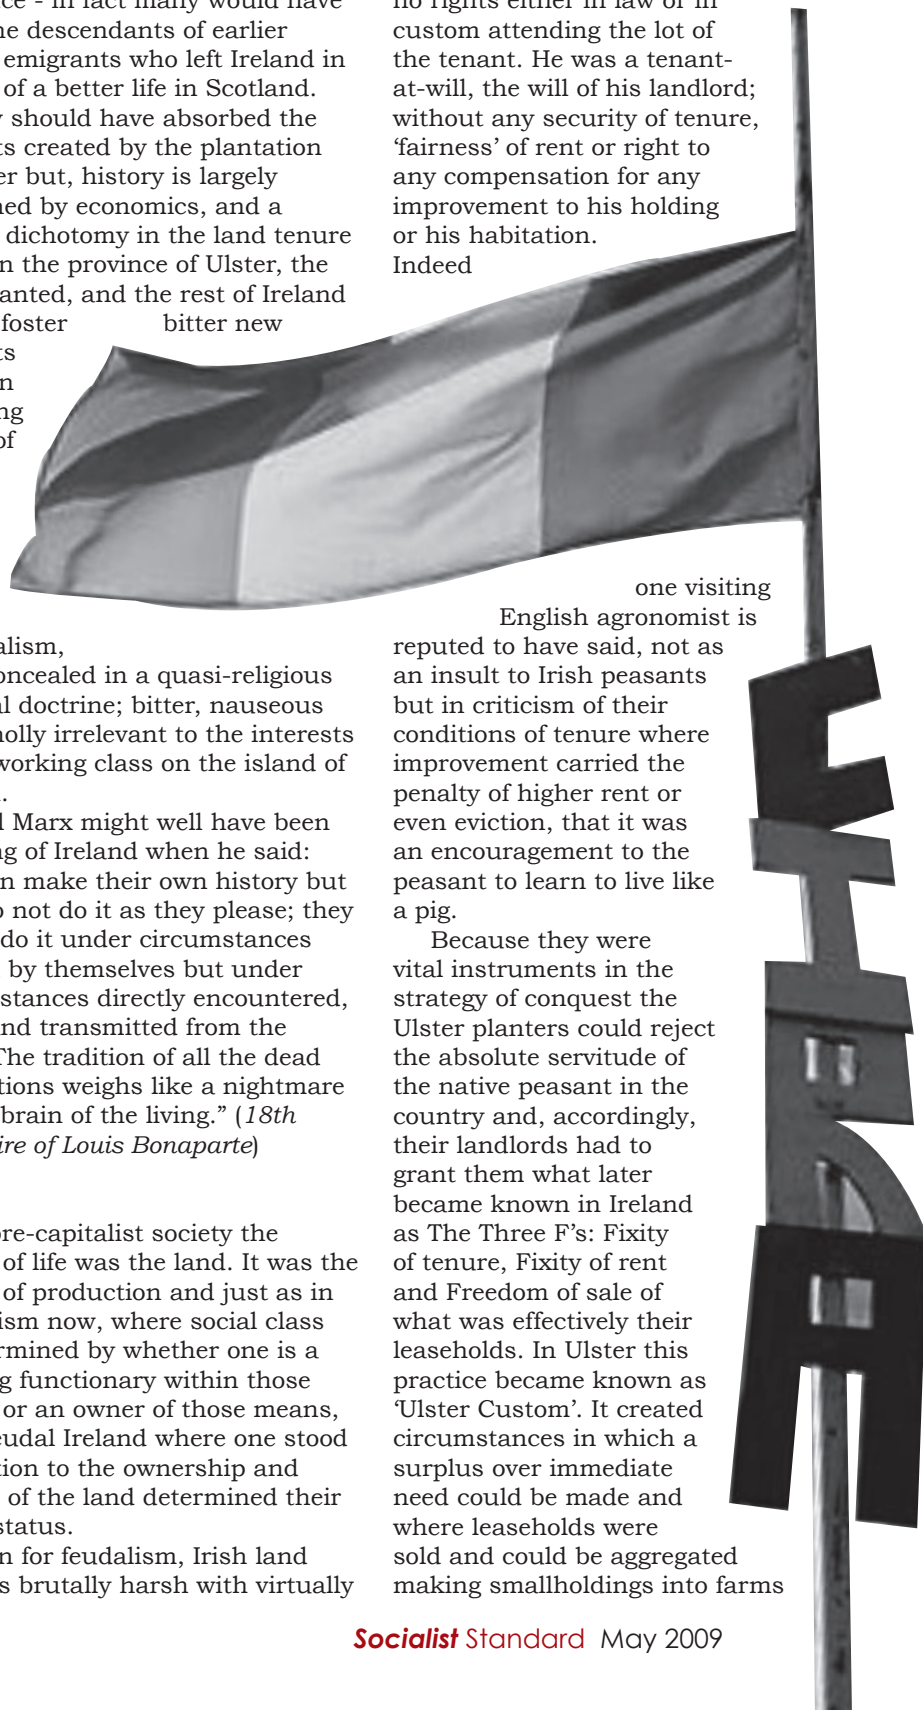 ce - in fact many would have
ne descendants of earlier
emigrants who left Ireland in
of a better life in Scotland.
y should have absorbed the
ts created by the plantation
er but, history is largely
ned by economics, and a
dichotomy in the land tenure
n the province of Ulster, the
anted, and the rest of Ireland
foster bitter new
ts
n
ng
of
alism,
oncealed in a quasi-religious
al doctrine; bitter, nauseous
holly irrelevant to the interests
working class on the island of
.
l Marx might well have been
ng of Ireland when he said:
n make their own history but
o not do it as they please; they
do it under circumstances
by themselves but under
stances directly encountered,
nd transmitted from the
The tradition of all the dead
tions weighs like a nightmare
brain of the living.” (18th
ire of Louis Bonaparte)
ore-capitalist society the
of life was the land. It was the
of production and just as in
ism now, where social class
rmined by whether one is a
g functionary within those
or an owner of those means,
eudal Ireland where one stood
tion to the ownership and
of the land determined their
status.
n for feudalism, Irish land
s brutally harsh with virtually
no rights either in law or in
custom attending the lot of
the tenant. He was a tenant-
at-will, the will of his landlord;
without any security of tenure,
‘fairness’ of rent or right to
any compensation for any
improvement to his holding
or his habitation.
Indeed
one visiting
English agronomist is
reputed to have said, not as
an insult to Irish peasants
but in criticism of their
conditions of tenure where
improvement carried the
penalty of higher rent or
even eviction, that it was
an encouragement to the
peasant to learn to live like
a pig.
Because they were
vital instruments in the
strategy of conquest the
Ulster planters could reject
the absolute servitude of
the native peasant in the
country and, accordingly,
their landlords had to
grant them what later
became known in Ireland
as The Three F’s: Fixity
of tenure, Fixity of rent
and Freedom of sale of
what was effectively their
leaseholds. In Ulster this
practice became known as
‘Ulster Custom’. It created
circumstances in which a
surplus over immediate
need could be made and
where leaseholds were
sold and could be aggregated
making smallholdings into farms
Socialist Standard May 2009